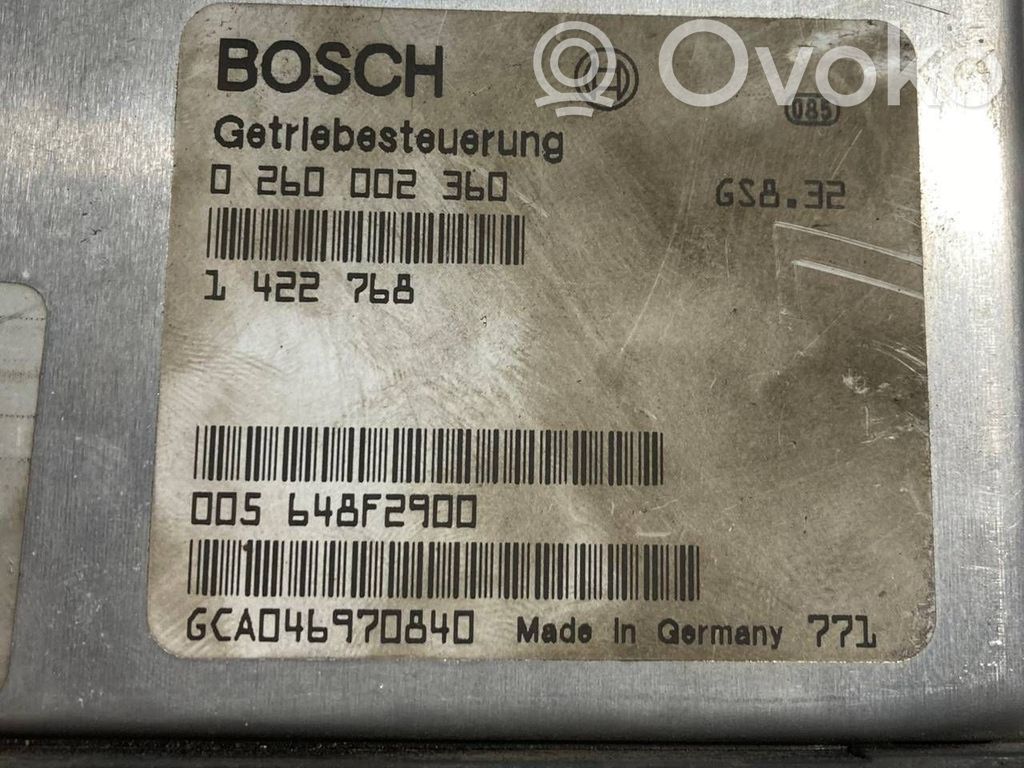 BOSCH
Ovoko
085
Getriebesteuerung
0 260 002 360
GS8.32
1 422 768
005 648F2900
GCA046970840 Made in Germany 771